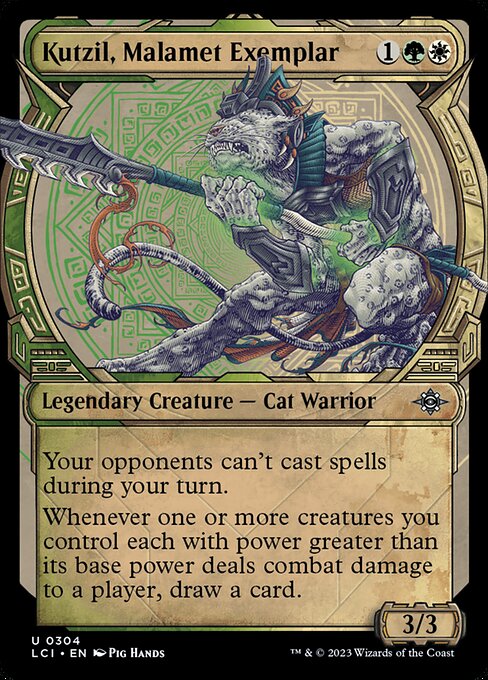 Kutzil, Malamet Exemplar 1
Legendary Creature — Cat Warrior
Your opponents can't cast spells
during your turn.
Whenever one or more creatures you
control each with power greater than
its base power deals combat damage
to a player, draw a card.
3/3
U 0304
LCI • EN Pig Hands
™ & © 2023 Wizards of the Coast